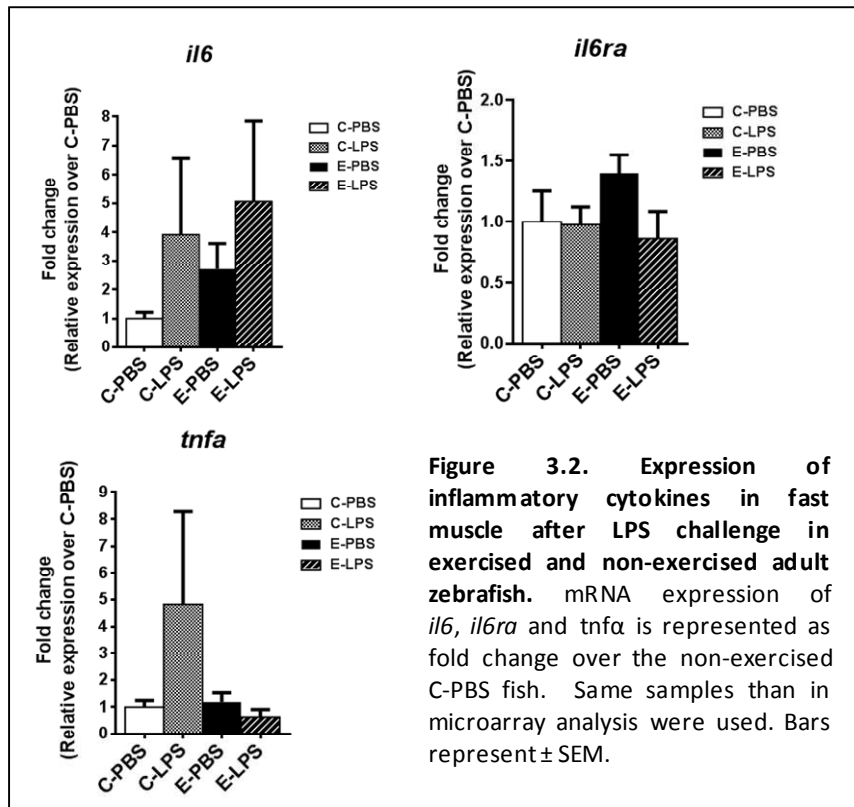 il6
Fold change
(Relative expression over C-PBS)
8
7
6
5
4
3
2
1
0
C-PBS
C-LPS
E-PBS
E-LPS
C-PBS
C-LPS
E-PBS
E-LPS
il6ra
Fold change
(Relative expression over C-PBS)
2.0
1.5
1.0
0.5
0.0
C-PBS
C-LPS
E-PBS
E-LPS
C-PBS
C-LPS
E-PBS
E-LPS
tnfa
Fold change
(Relative expression over C-PBS)
9
8
7
6
5
4
3
2
1
0
C-PBS
C-LPS
E-PBS
E-LPS
C-PBS
C-LPS
E-PBS
E-LPS
Figure 3.2. Expression of
inflammatory cytokines in fast
muscle after LPS challenge in
exercised and non-exercised adult
zebrafish. mRNA expression of
il6, il6ra and tnfα is represented as
fold change over the non-exercised
C-PBS fish. Same samples than in
microarray analysis were used. Bars
represent ± SEM.